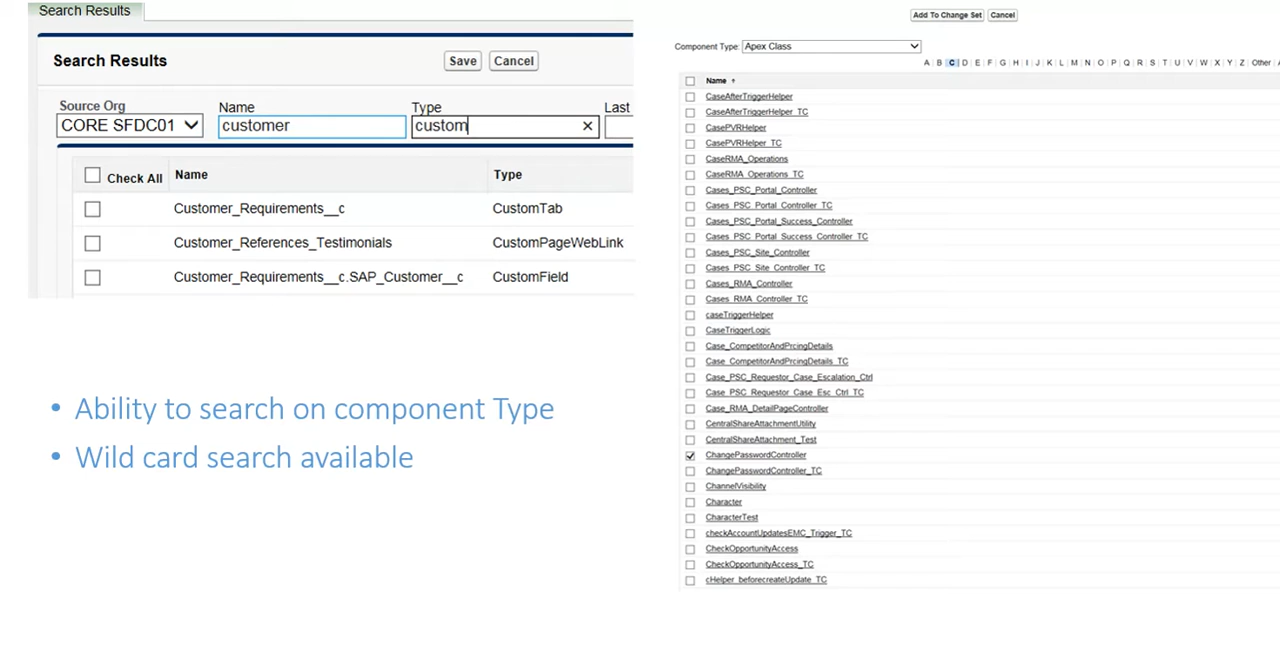 Search Results
Search Results
Save Cancel
Source Org Name Type Last
CORE SFDC01 customer custom ×
Check All Name Type
Customer_Requirements__c CustomTab
Customer_References_Testimonials CustomPageWebLink
Customer_Requirements__c.SAP_Customer__c CustomField
• Ability to search on component Type
• Wild card search available
Add To Change Set Cancel
Component Type: Apex Class
A | B | C | D | E | F | G | H | I | J | K | L | M | N | O | P | Q | R | S | T | U | V | W | X | Y | Z | Other
Name ↑
CaseAfterTriggerHelper
CaseAfterTriggerHelper_TC
CasePVRHelper
CasePVRHelper_TC
CaseRMA_Operations
CaseRMA_Operations_TC
Cases_PSC_Portal_Controller
Cases_PSC_Portal_Controller_TC
Cases_PSC_Portal_Success_Controller
Cases_PSC_Portal_Success_Controller_TC
Cases_PSC_Site_Controller
Cases_PSC_Site_Controller_TC
Cases_RMA_Controller
Cases_RMA_Controller_TC
caseTriggerHelper
CaseTriggerLogic
Case_CompetitorAndPrcingDetails
Case_CompetitorAndPrcingDetails_TC
Case_PSC_Requestor_Case_Escalation_Ctrl
Case_PSC_Requestor_Case_Esc_Ctrl_TC
Case_RMA_DetailPageController
CentralShareAttachmentUtility
CentralShareAttachment_Test
ChangePasswordController
ChangePasswordController_TC
ChannelVisibility
Character
CharacterTest
checkAccountUpdatesEMC_Trigger_TC
CheckOpportunityAccess
CheckOpportunityAccess_TC
cHelper_beforecreateUpdate_TC